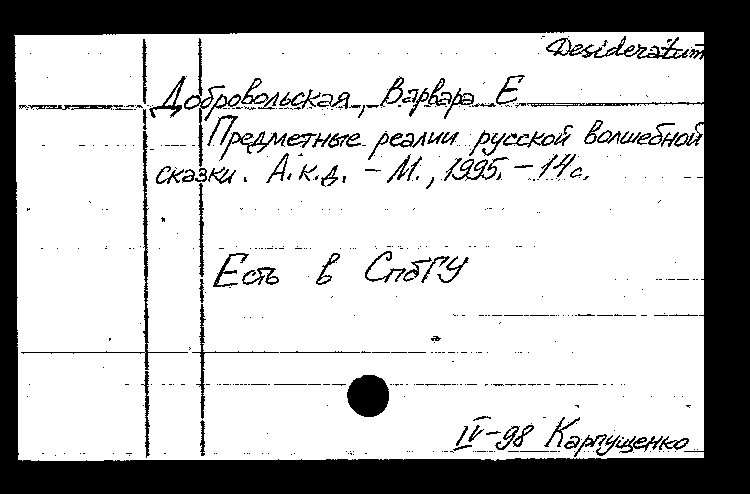 Desideratum
Добровольская, Варвара Е
Предметные реалии русской волшебной
сказки. А.к.д. – М., 1995. – 14 с.
Есть в СпбГУ
IV-98 Карпущенко